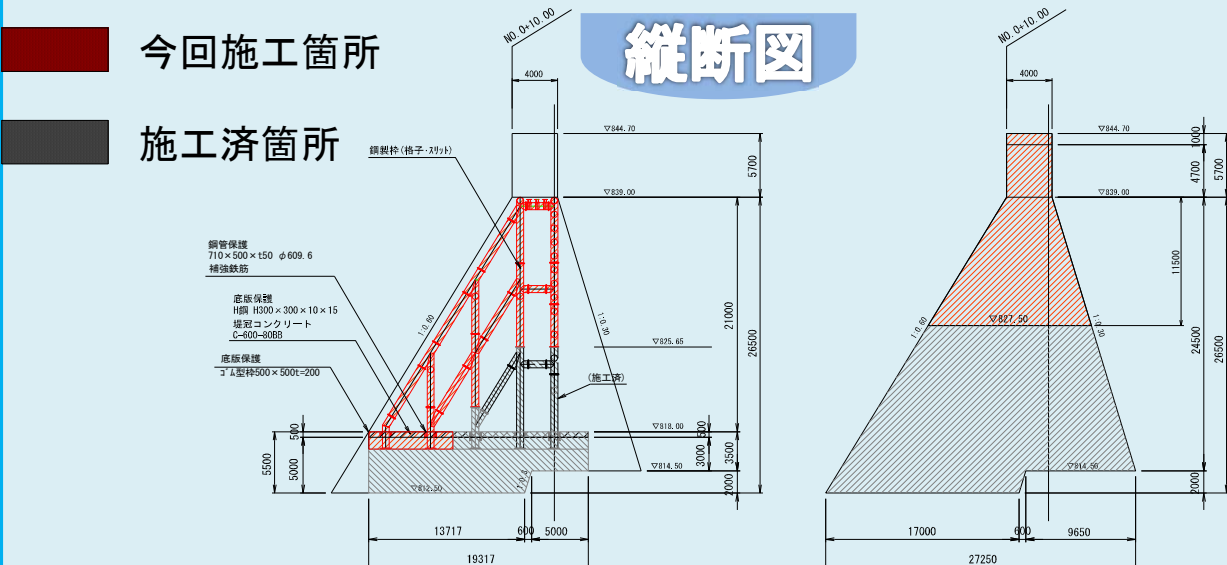 今回施工箇所
施工済箇所
縦断図
NO.0+10.00
4000
▽844.70
5700
鋼製枠(格子・スリット)
▽839.00
鋼管保護
710×500×t50 φ609.6
補強鉄筋
底版保護
H鋼 H300×300×10×15
堤冠コンクリート
C-600-80BB
底版保護
ゴム型枠500×500t=200
1:0.60
1:0.30
21000
26500
▽825.65
(施工済)
▽818.00
500
3000
3500
▽814.50
2000
5500
500
5000
▽812.50
1:0.3
13717
600
5000
19317
NO.0+10.00
4000
▽844.70
1000
4700
5700
▽839.00
11500
▽827.50
1:0.60
1:0.30
24500
26500
▽814.50
2000
17000
600
9650
27250